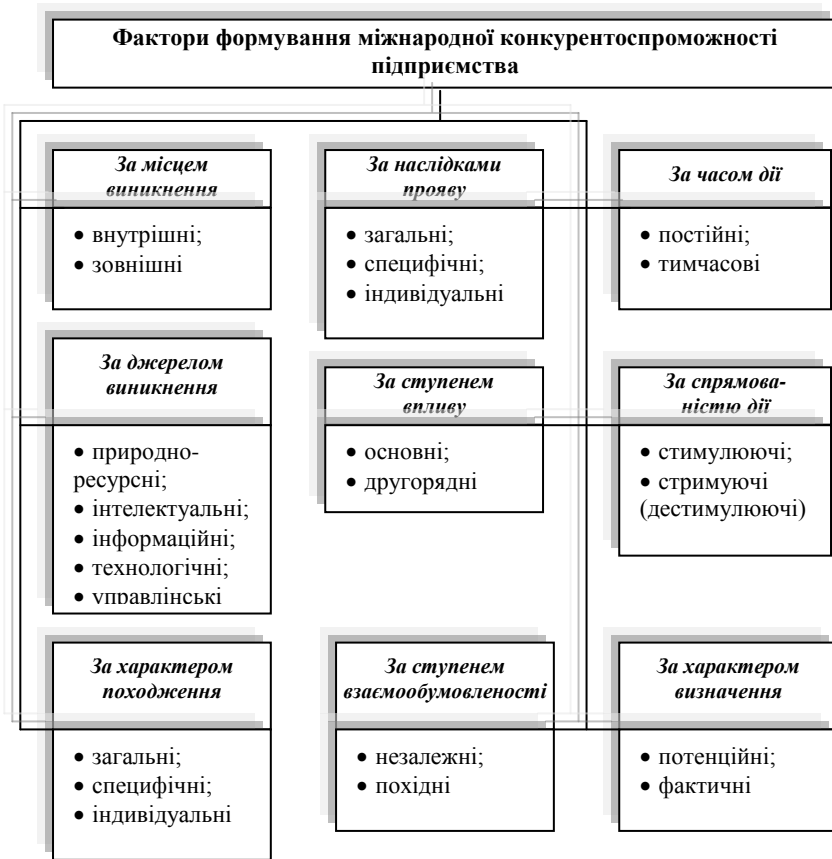 Фактори формування міжнародної конкурентоспроможності
підприємства
За місцем
виникнення
• внутрішні;
• зовнішні
За наслідками
прояву
• загальні;
• специфічні;
• індивідуальні
За часом дії
• постійні;
• тимчасові
За джерелом
виникнення
• природно-
ресурсні;
• інтелектуальні;
• інформаційні;
• технологічні;
• управлінські
За ступенем
впливу
• основні;
• другорядні
За спрямова-
ністю дії
• стимулюючі;
• стримуючі
(дестимулюючі)
За характером
походження
• загальні;
• специфічні;
• індивідуальні
За ступенем
взаємообумовленості
• незалежні;
• похідні
За характером
визначення
• потенційні;
• фактичні